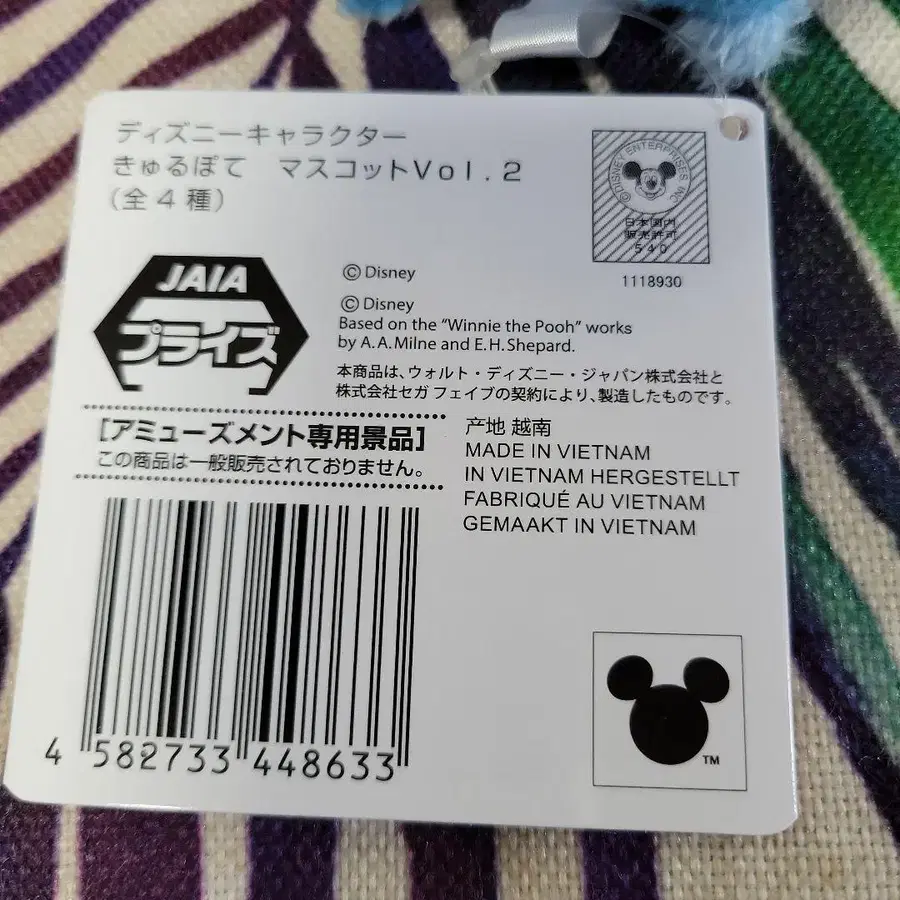 ディズニーキャラクター
きゅるぽて マスコットVol.2
(全4種)
©DISNEY ENTERPRISES INC
日本国内
販売許可
540
1118930
JAIA
プライズ
©Disney
©Disney
Based on the “Winnie the Pooh” works
by A.A.Milne and E.H.Shepard.
本商品は、ウォルト・ディズニー・ジャパン株式会社と
株式会社セガ フェイブの契約により、製造したものです。
[アミューズメント専用景品]
この商品は一般販売されておりません。
产地 越南
MADE IN VIETNAM
IN VIETNAM HERGESTELLT
FABRIQUÉ AU VIETNAM
GEMAAKT IN VIETNAM
4 582733 448633
TM